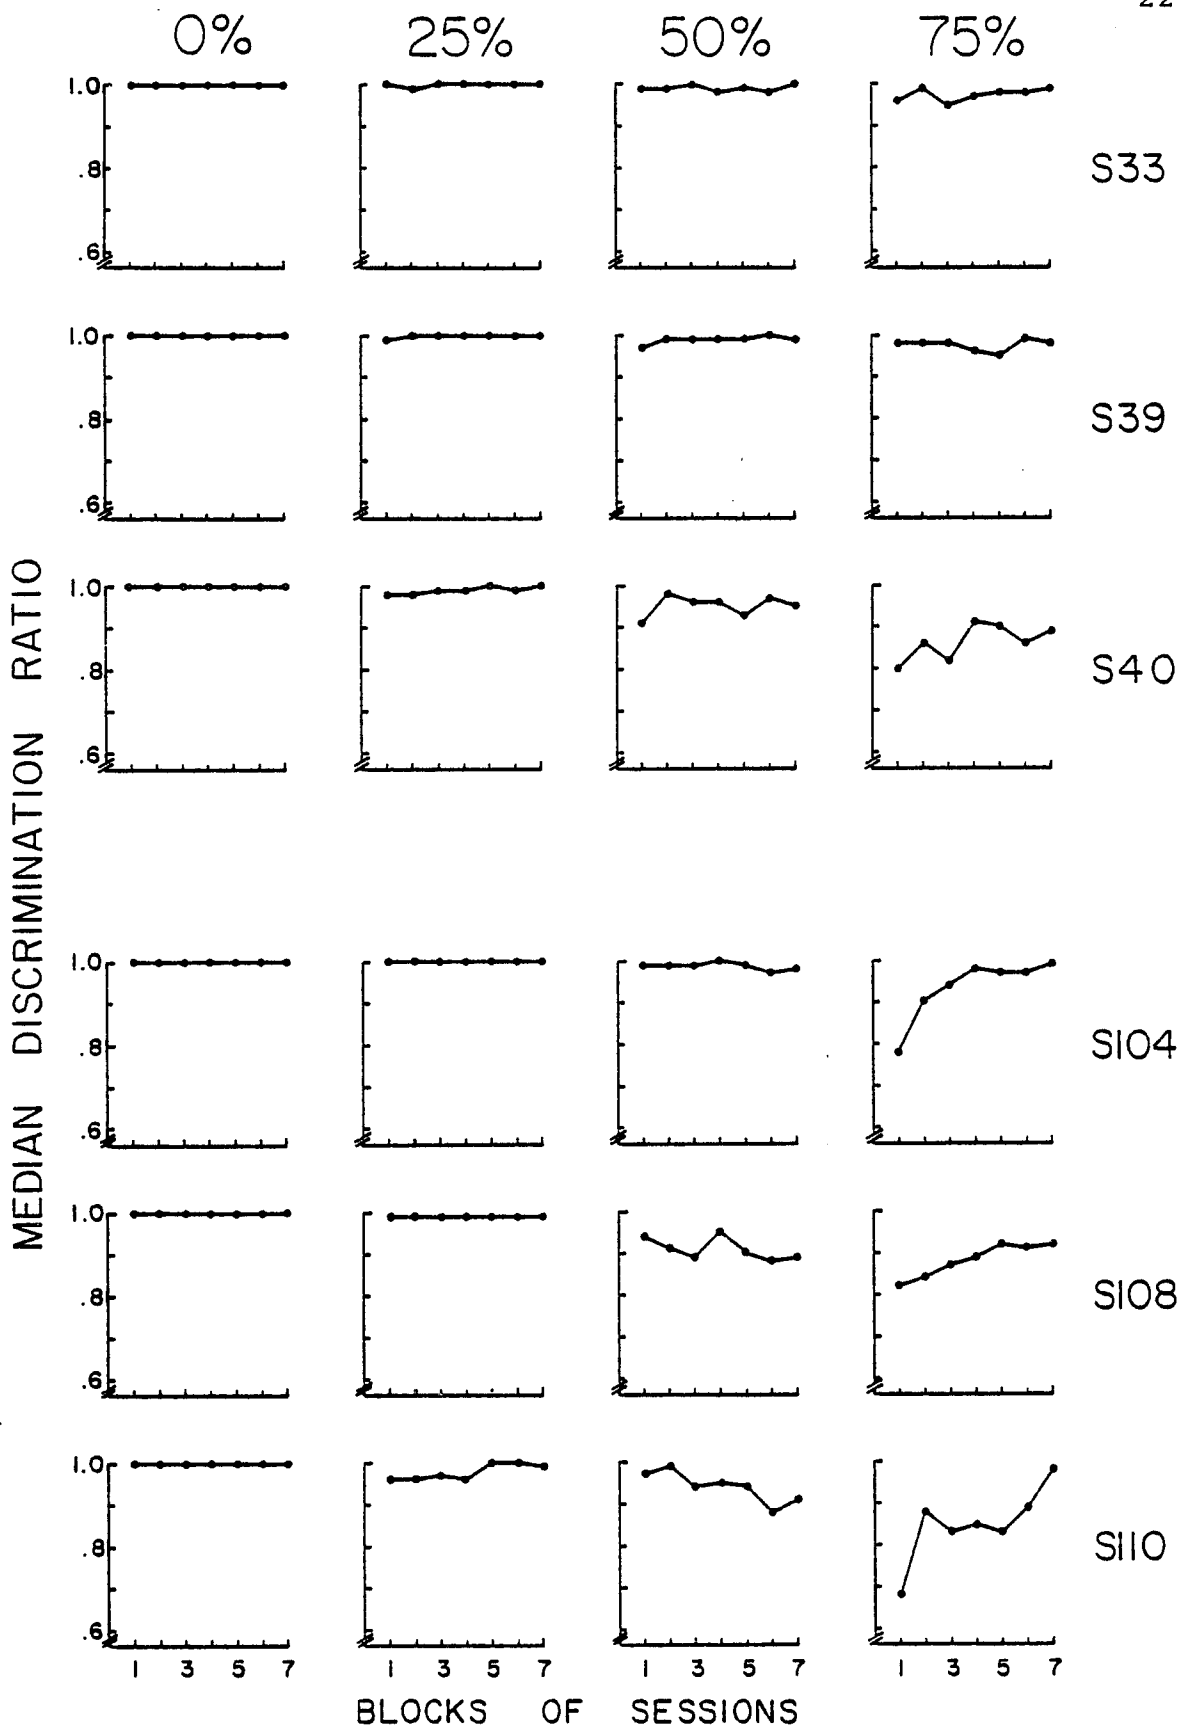 22
0% 25% 50% 75%
1.0
.8
.6
S33
1.0
.8
.6
S39
1.0
.8
.6
S40
MEDIAN DISCRIMINATION RATIO
1.0
.8
.6
S104
1.0
.8
.6
S108
1.0
.8
.6
S110
1 3 5 7 1 3 5 7 1 3 5 7 1 3 5 7
BLOCKS OF SESSIONS